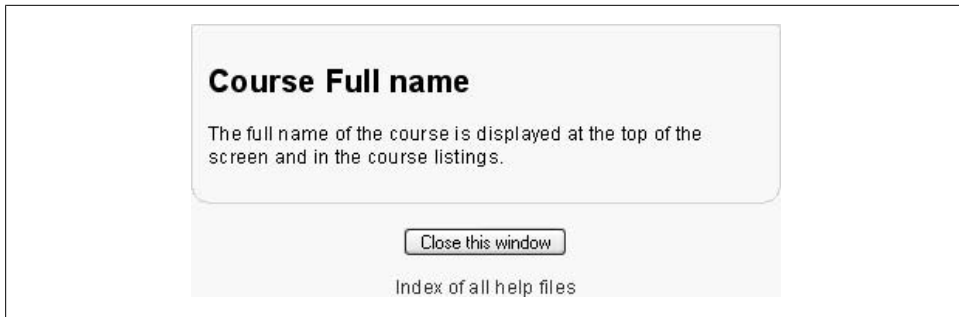 Course Full name
The full name of the course is displayed at the top of the
screen and in the course listings.
Close this window
Index of all help files